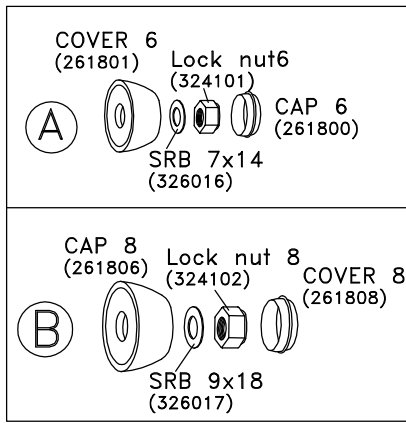 COVER 6
(261801)
Lock nut6
(324101)
CAP 6
(261800)
A
SRB 7x14
(326016)
CAP 8
(261806)
Lock nut 8
(324102)
COVER 8
(261808)
B
SRB 9x18
(326017)